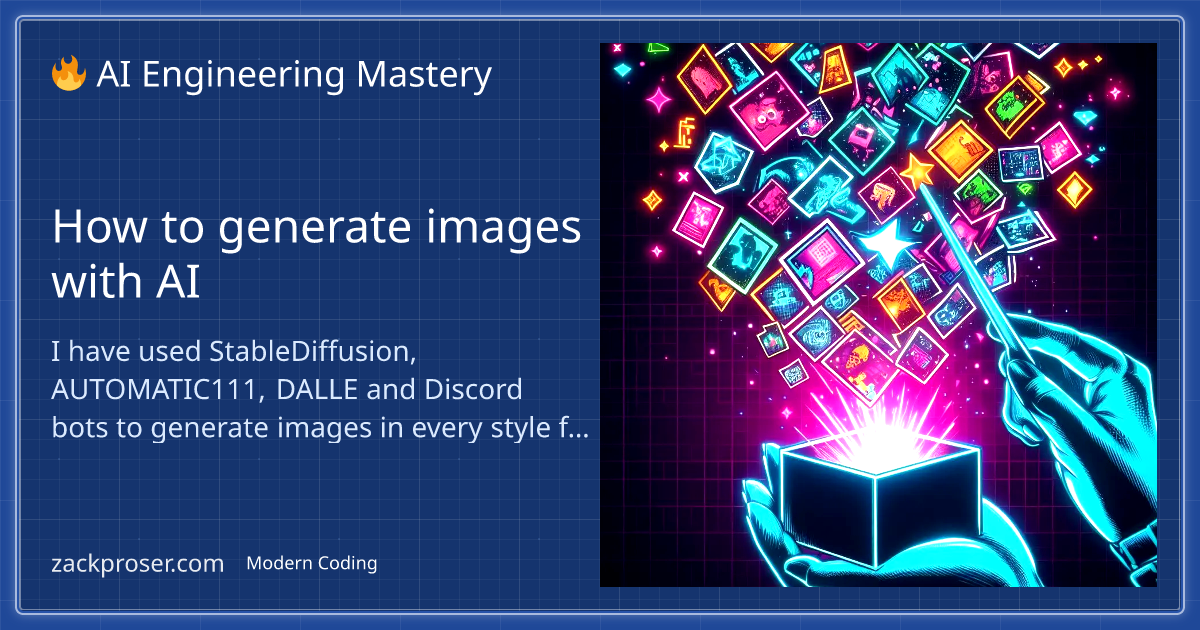 🔥 AI Engineering Mastery
How to generate images
with AI
I have used StableDiffusion,
AUTOMATIC111, DALLE and Discord
bots to generate images in every style f...
zackproser.com Modern Coding